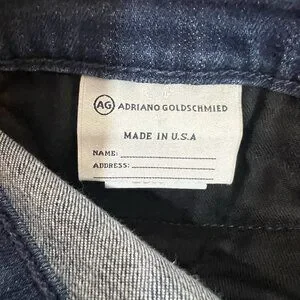 AG ADRIANO GOLDSCHMIED
MADE IN U.S.A
NAME:
ADDRESS: